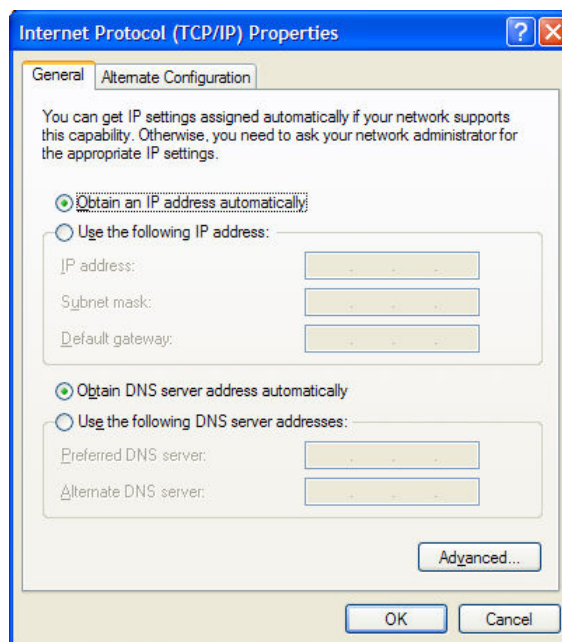 Internet Protocol (TCP/IP) Properties
General
Alternate Configuration
You can get IP settings assigned automatically if your network supports
this capability. Otherwise, you need to ask your network administrator for
the appropriate IP settings.
Obtain an IP address automatically
Use the following IP address:
IP address:
Subnet mask:
Default gateway:
Obtain DNS server address automatically
Use the following DNS server addresses:
Preferred DNS server:
Alternate DNS server:
Advanced...
OK
Cancel